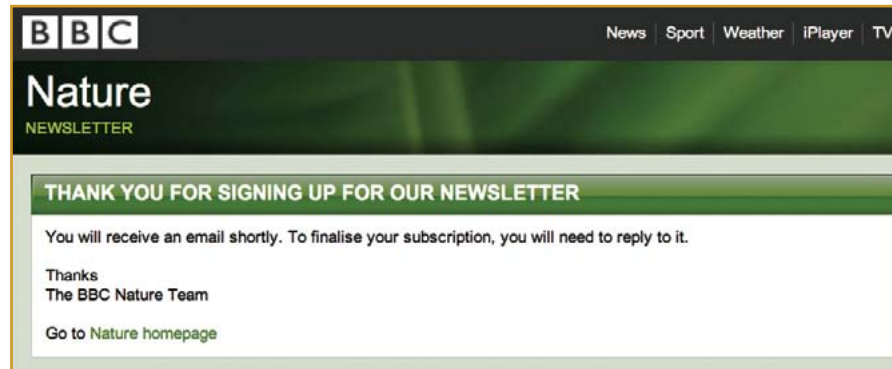 BBC
News Sport Weather iPlayer TV
Nature
NEWSLETTER
THANK YOU FOR SIGNING UP FOR OUR NEWSLETTER
You will receive an email shortly. To finalise your subscription, you will need to reply to it.
Thanks
The BBC Nature Team
Go to Nature homepage